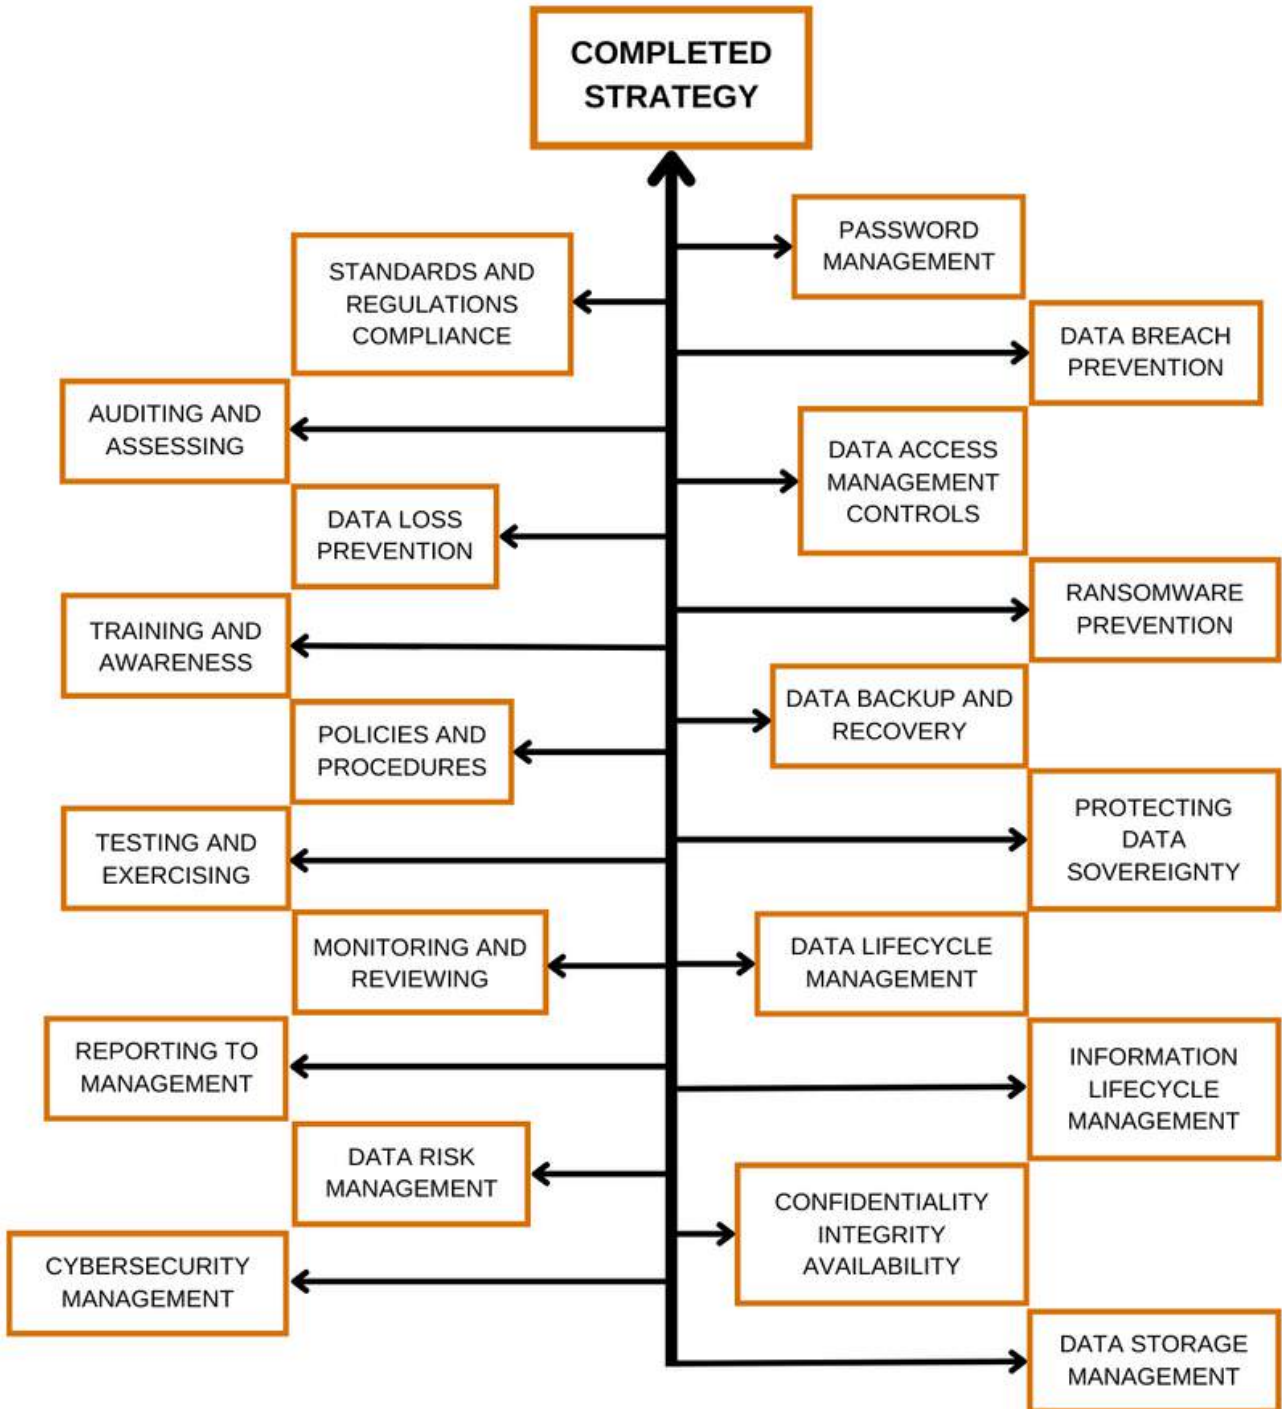 COMPLETED
STRATEGY
PASSWORD
MANAGEMENT
STANDARDS AND
REGULATIONS
COMPLIANCE
DATA BREACH
PREVENTION
AUDITING AND
ASSESSING
DATA ACCESS
MANAGEMENT
CONTROLS
DATA LOSS
PREVENTION
RANSOMWARE
PREVENTION
TRAINING AND
AWARENESS
DATA BACKUP AND
RECOVERY
POLICIES AND
PROCEDURES
PROTECTING
DATA
SOVEREIGNTY
TESTING AND
EXERCISING
MONITORING AND
REVIEWING
DATA LIFECYCLE
MANAGEMENT
REPORTING TO
MANAGEMENT
INFORMATION
LIFECYCLE
MANAGEMENT
DATA RISK
MANAGEMENT
CONFIDENTIALITY
INTEGRITY
AVAILABILITY
CYBERSECURITY
MANAGEMENT
DATA STORAGE
MANAGEMENT